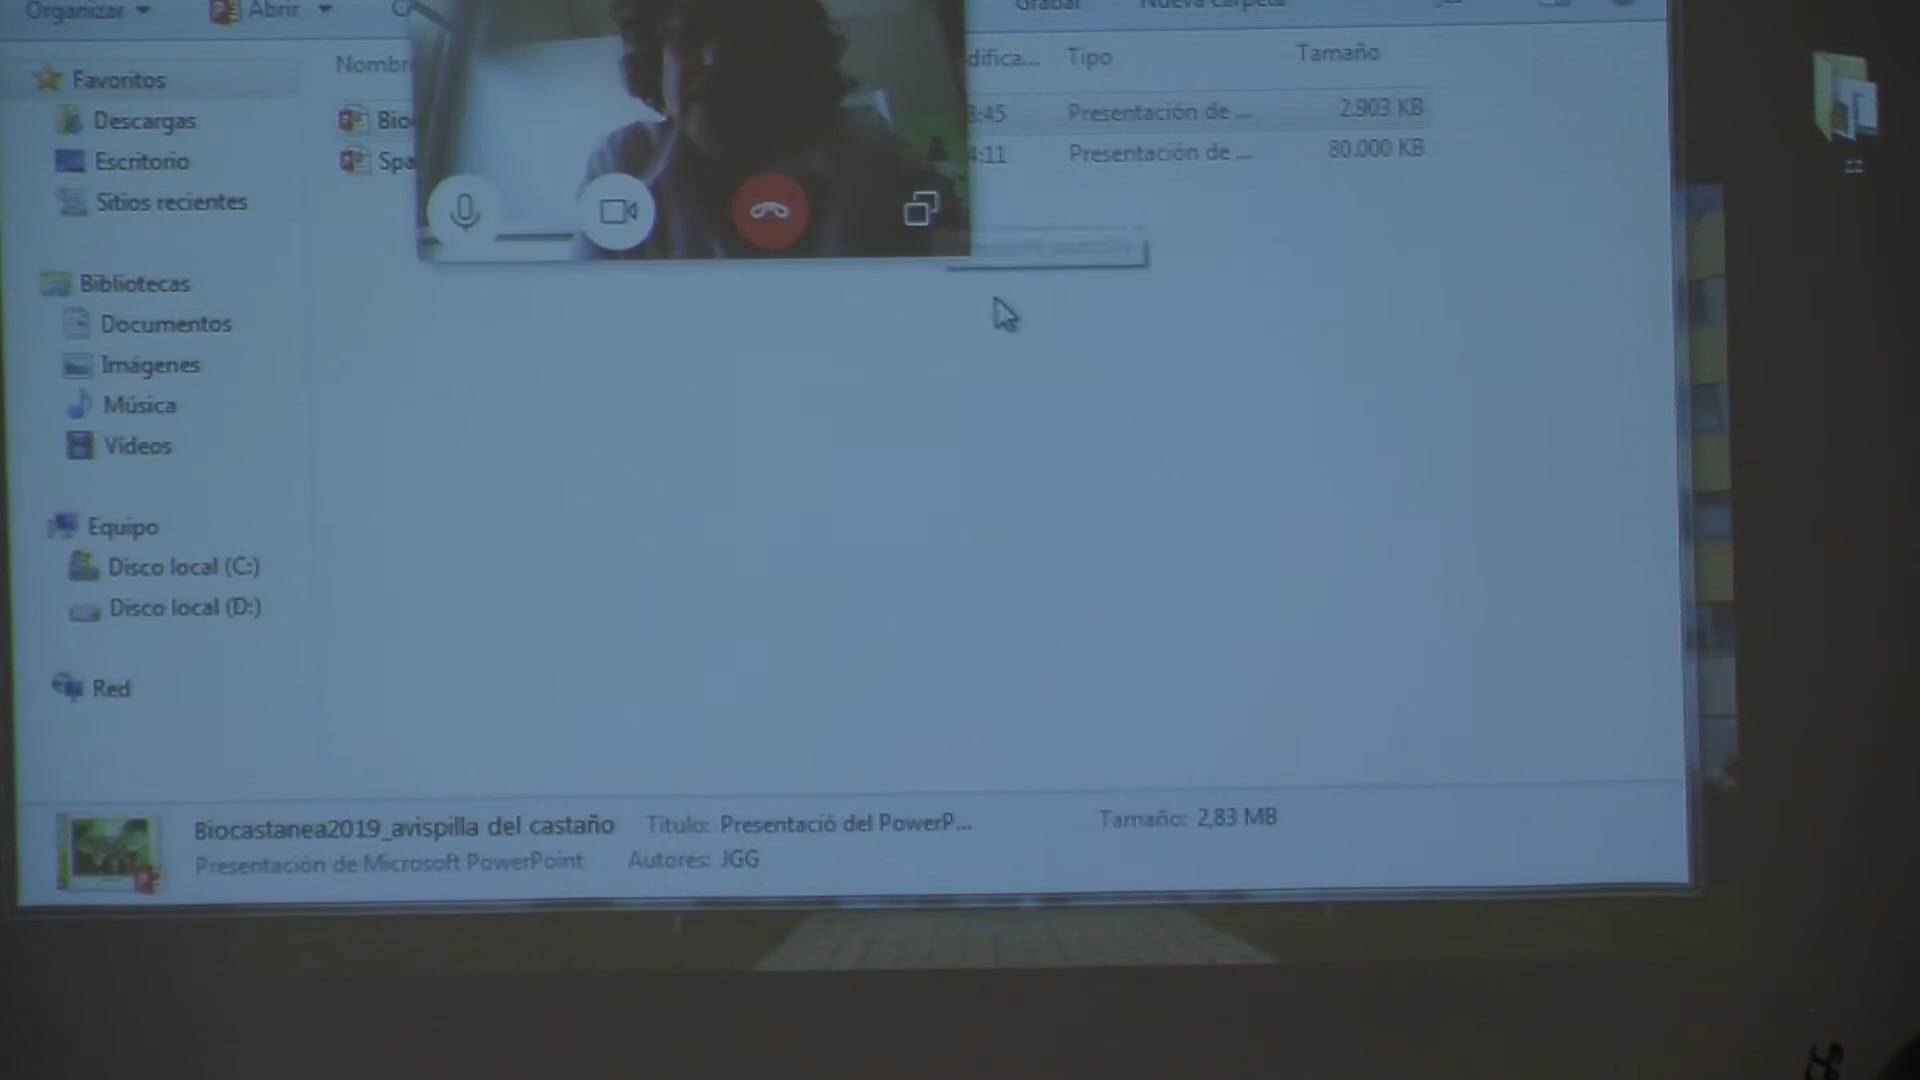 Organizar
Abrir
Grabar
Nueva carpeta
Nombre
Tipo
Tamaño
Favoritos
Descargas
Escritorio
Sitios recientes
Bio
3:45 Presentación de ... 2.903 KB
Spa
4:11 Presentación de ... 80.000 KB
Bibliotecas
Documentos
Imágenes
Música
Vídeos
Equipo
Disco local (C:)
Disco local (D:)
Red
Biocastanea2019_avispilla del castaño Título: Presentació del PowerP... Tamaño: 2,83 MB
Presentación de Microsoft PowerPoint Autores: JGG